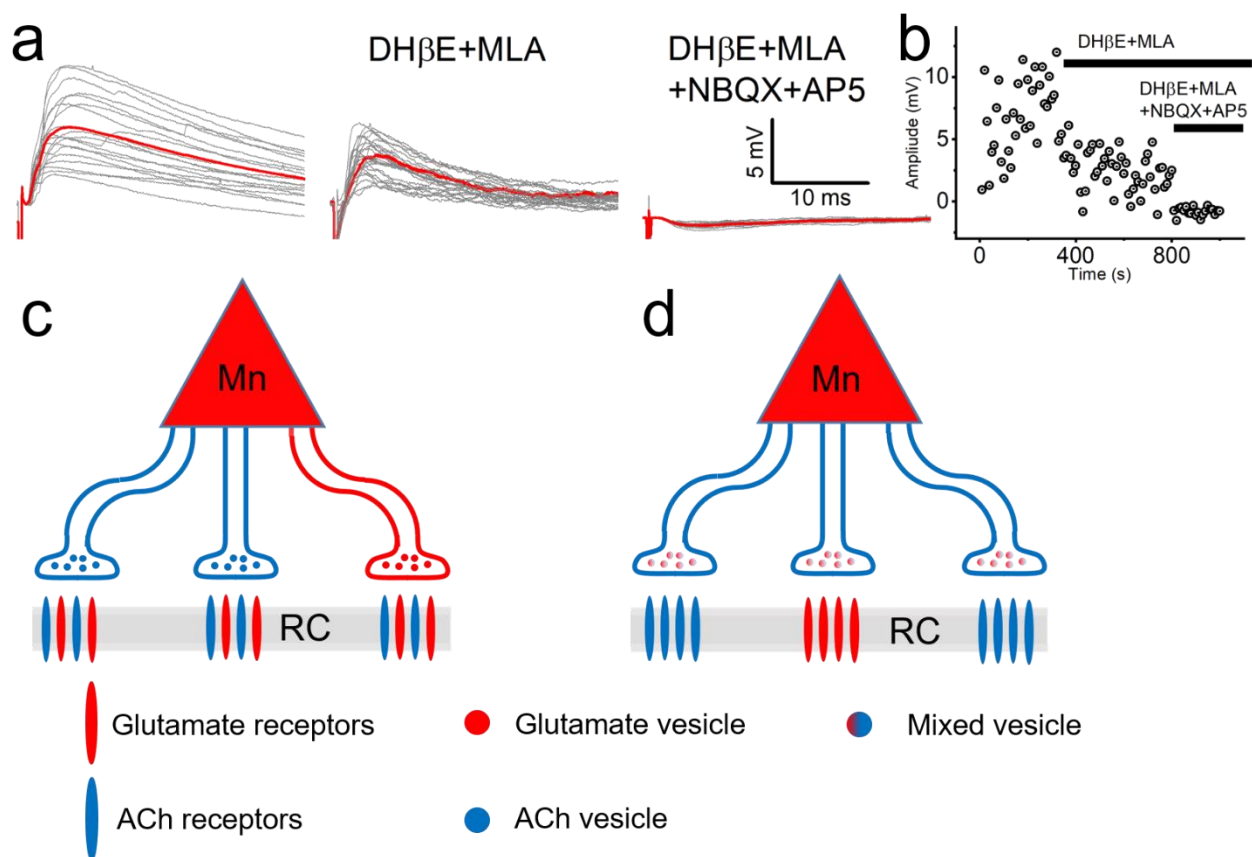 a
DHβE+MLA
DHβE+MLA
+NBQX+AP5
5 mV
10 ms
b
DHβE+MLA
DHβE+MLA
+NBQX+AP5
Ampliude (mV)
10
5
0
0
400
800
Time (s)
c
Mn
RC
d
Mn
RC
Glutamate receptors
Glutamate vesicle
Mixed vesicle
ACh receptors
ACh vesicle